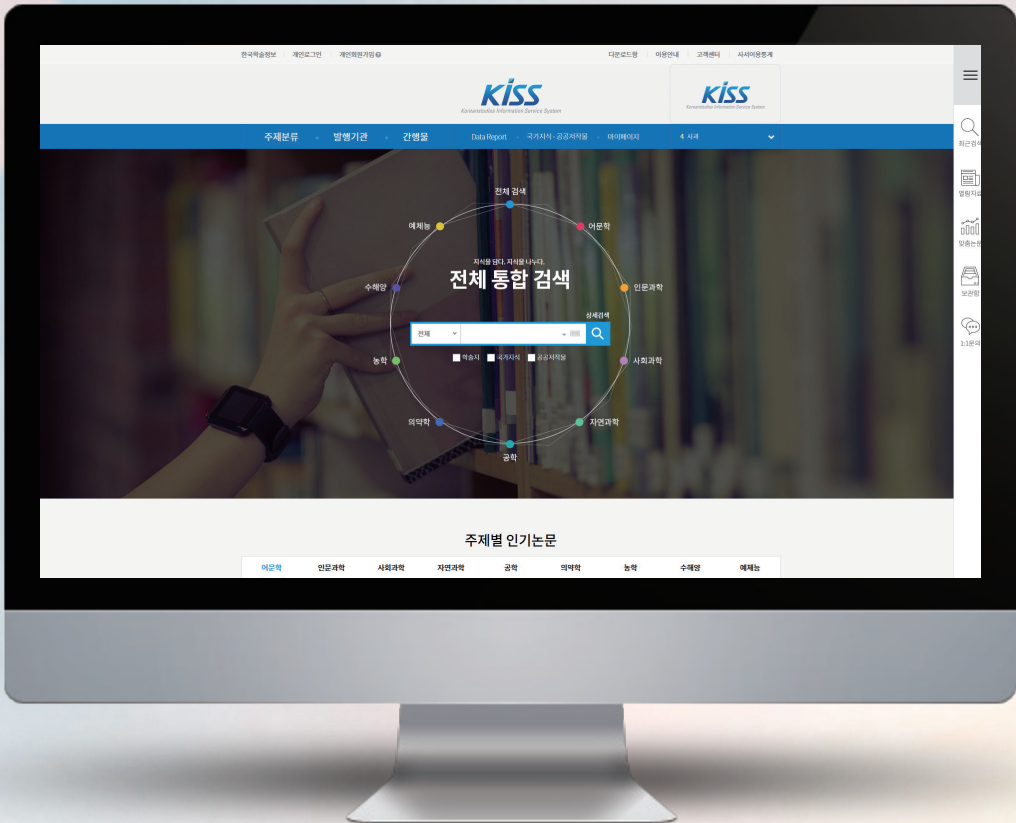 한국학술정보 개인로그인 개인회원가입
다운로드함 이용안내 고객센터 사서이용통계
KISS
Koreanstudies Information Service System
KISS
Koreanstudies Information Service System
주제분류 발행기관 간행물 Data Report 국가지식·공공저작물 마이페이지 4 사과
최근검색
열람자료
맞춤논문
보관함
1:1문의
전체 검색
예체능 어문학
지식을 담다, 지식을 나누다.
전체 통합 검색
수해양 인문과학
상세검색
전체
학술지 국가지식 공공저작물
농학 사회과학
의약학 자연과학
공학
주제별 인기논문
어문학 인문과학 사회과학 자연과학 공학 의약학 농학 수해양 예체능